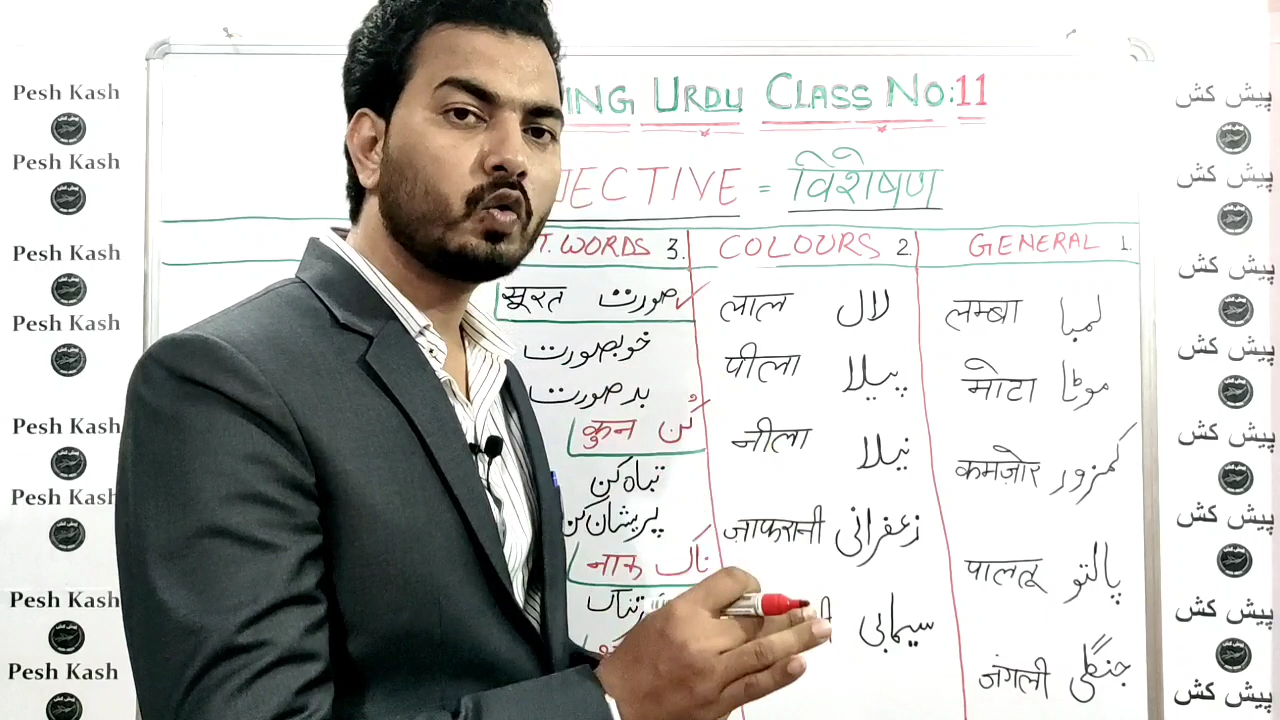 ING URDU CLASS NO:11
JECTIVE = विशेषण
T. WORDS 3. COLOURS 2. GENERAL 1.
सूरत صورت
خوبصورت
بدصورت
कुन کُن
تباہ کن
پریشان کن
नाक ناک
लाल لال
पीला پیلا
नीला نیلا
ज़ाफरानी زعفرانی
سیمابی
लम्बा لمبا
मोटा موٹا
कमज़ोर کمزور
पालतू پالتو
जंगली جنگلی
Pesh Kash
Pesh Kash
Pesh Kash
Pesh Kash
Pesh Kash
Pesh Kash
Pesh Kash
Pesh Kash
پیش کش
پیش کش
پیش کش
پیش کش
پیش کش
پیش کش
پیش کش
پیش کش